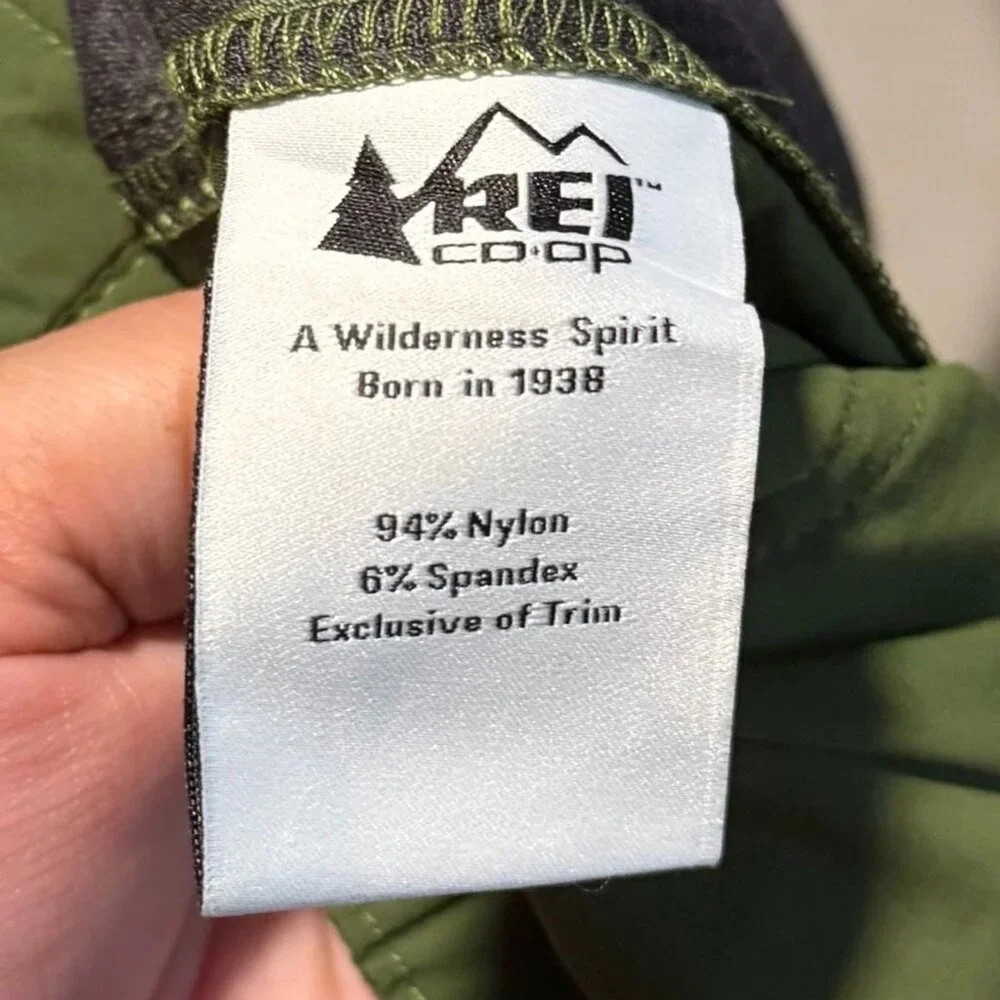 REI™
CO·OP
A Wilderness Spirit
Born in 1938
94% Nylon
6% Spandex
Exclusive of Trim